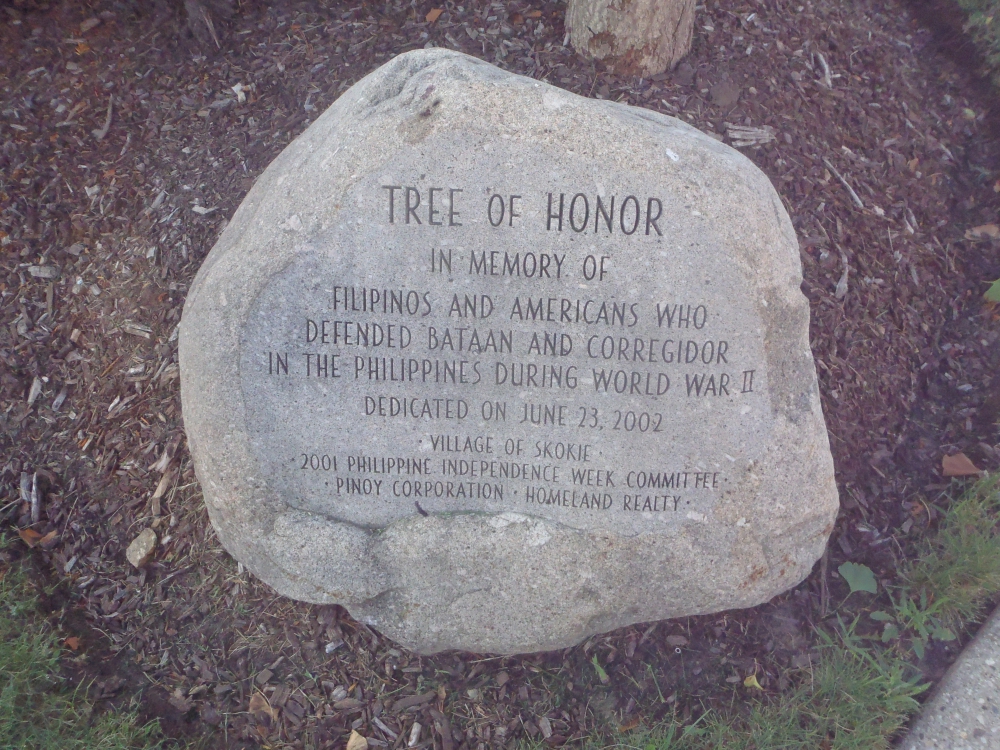 TREE OF HONOR
IN MEMORY OF
FILIPINOS AND AMERICANS WHO
DEFENDED BATAAN AND CORREGIDOR
IN THE PHILIPPINES DURING WORLD WAR II
DEDICATED ON JUNE 23, 2002
· VILLAGE OF SKOKIE ·
· 2001 PHILIPPINE INDEPENDENCE WEEK COMMITTEE ·
· PINOY CORPORATION · HOMELAND REALTY ·